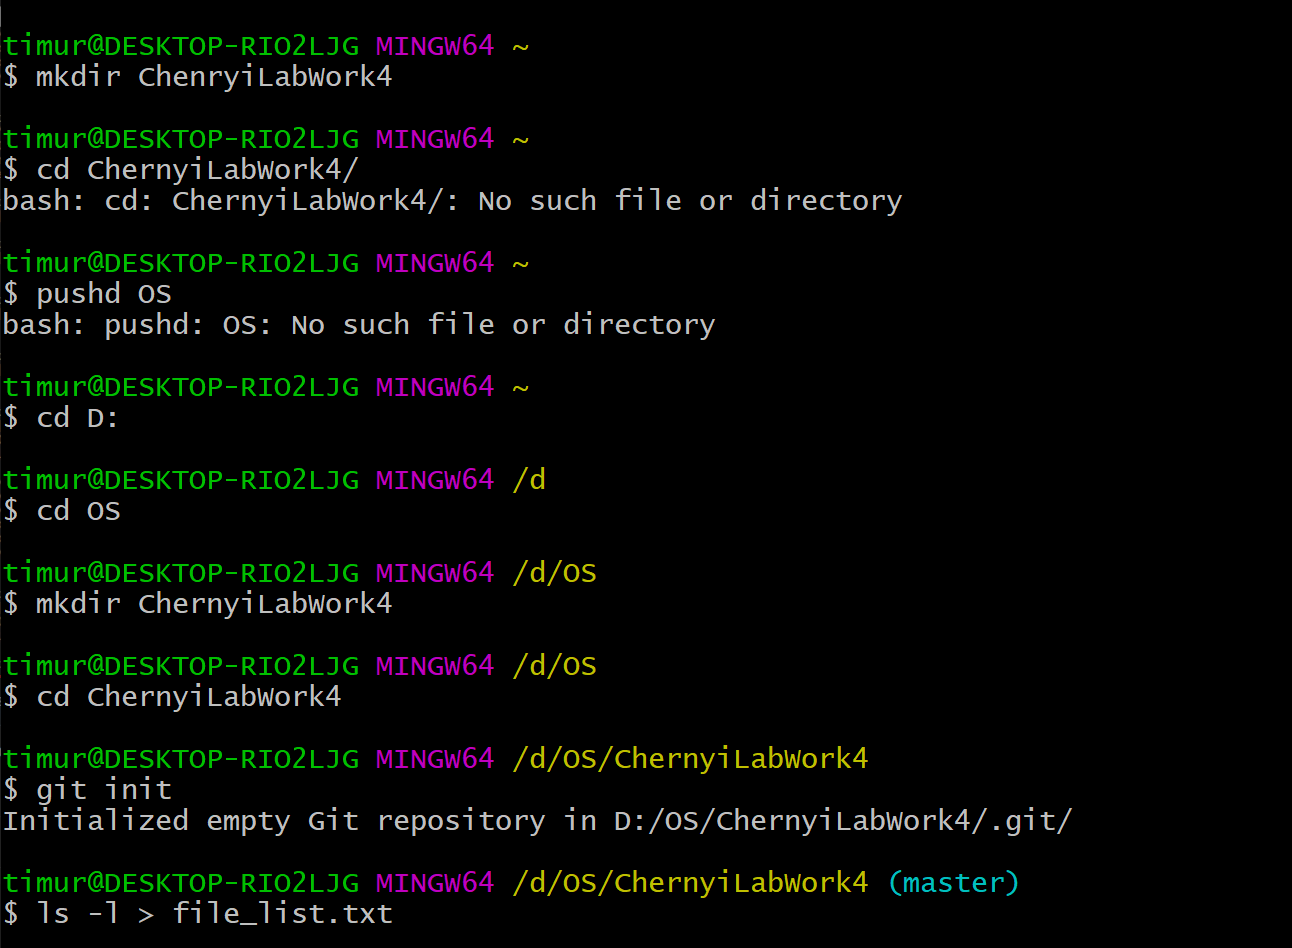 timur@DESKTOP-RIO2LJG MINGW64 ~
$ mkdir ChenryiLabWork4
timur@DESKTOP-RIO2LJG MINGW64 ~
$ cd ChernyiLabWork4/
bash: cd: ChernyiLabWork4/: No such file or directory
timur@DESKTOP-RIO2LJG MINGW64 ~
$ pushd OS
bash: pushd: OS: No such file or directory
timur@DESKTOP-RIO2LJG MINGW64 ~
$ cd D:
timur@DESKTOP-RIO2LJG MINGW64 /d
$ cd OS
timur@DESKTOP-RIO2LJG MINGW64 /d/OS
$ mkdir ChernyiLabWork4
timur@DESKTOP-RIO2LJG MINGW64 /d/OS
$ cd ChernyiLabWork4
timur@DESKTOP-RIO2LJG MINGW64 /d/OS/ChernyiLabWork4
$ git init
Initialized empty Git repository in D:/OS/ChernyiLabWork4/.git/
timur@DESKTOP-RIO2LJG MINGW64 /d/OS/ChernyiLabWork4 (master)
$ ls -l > file_list.txt